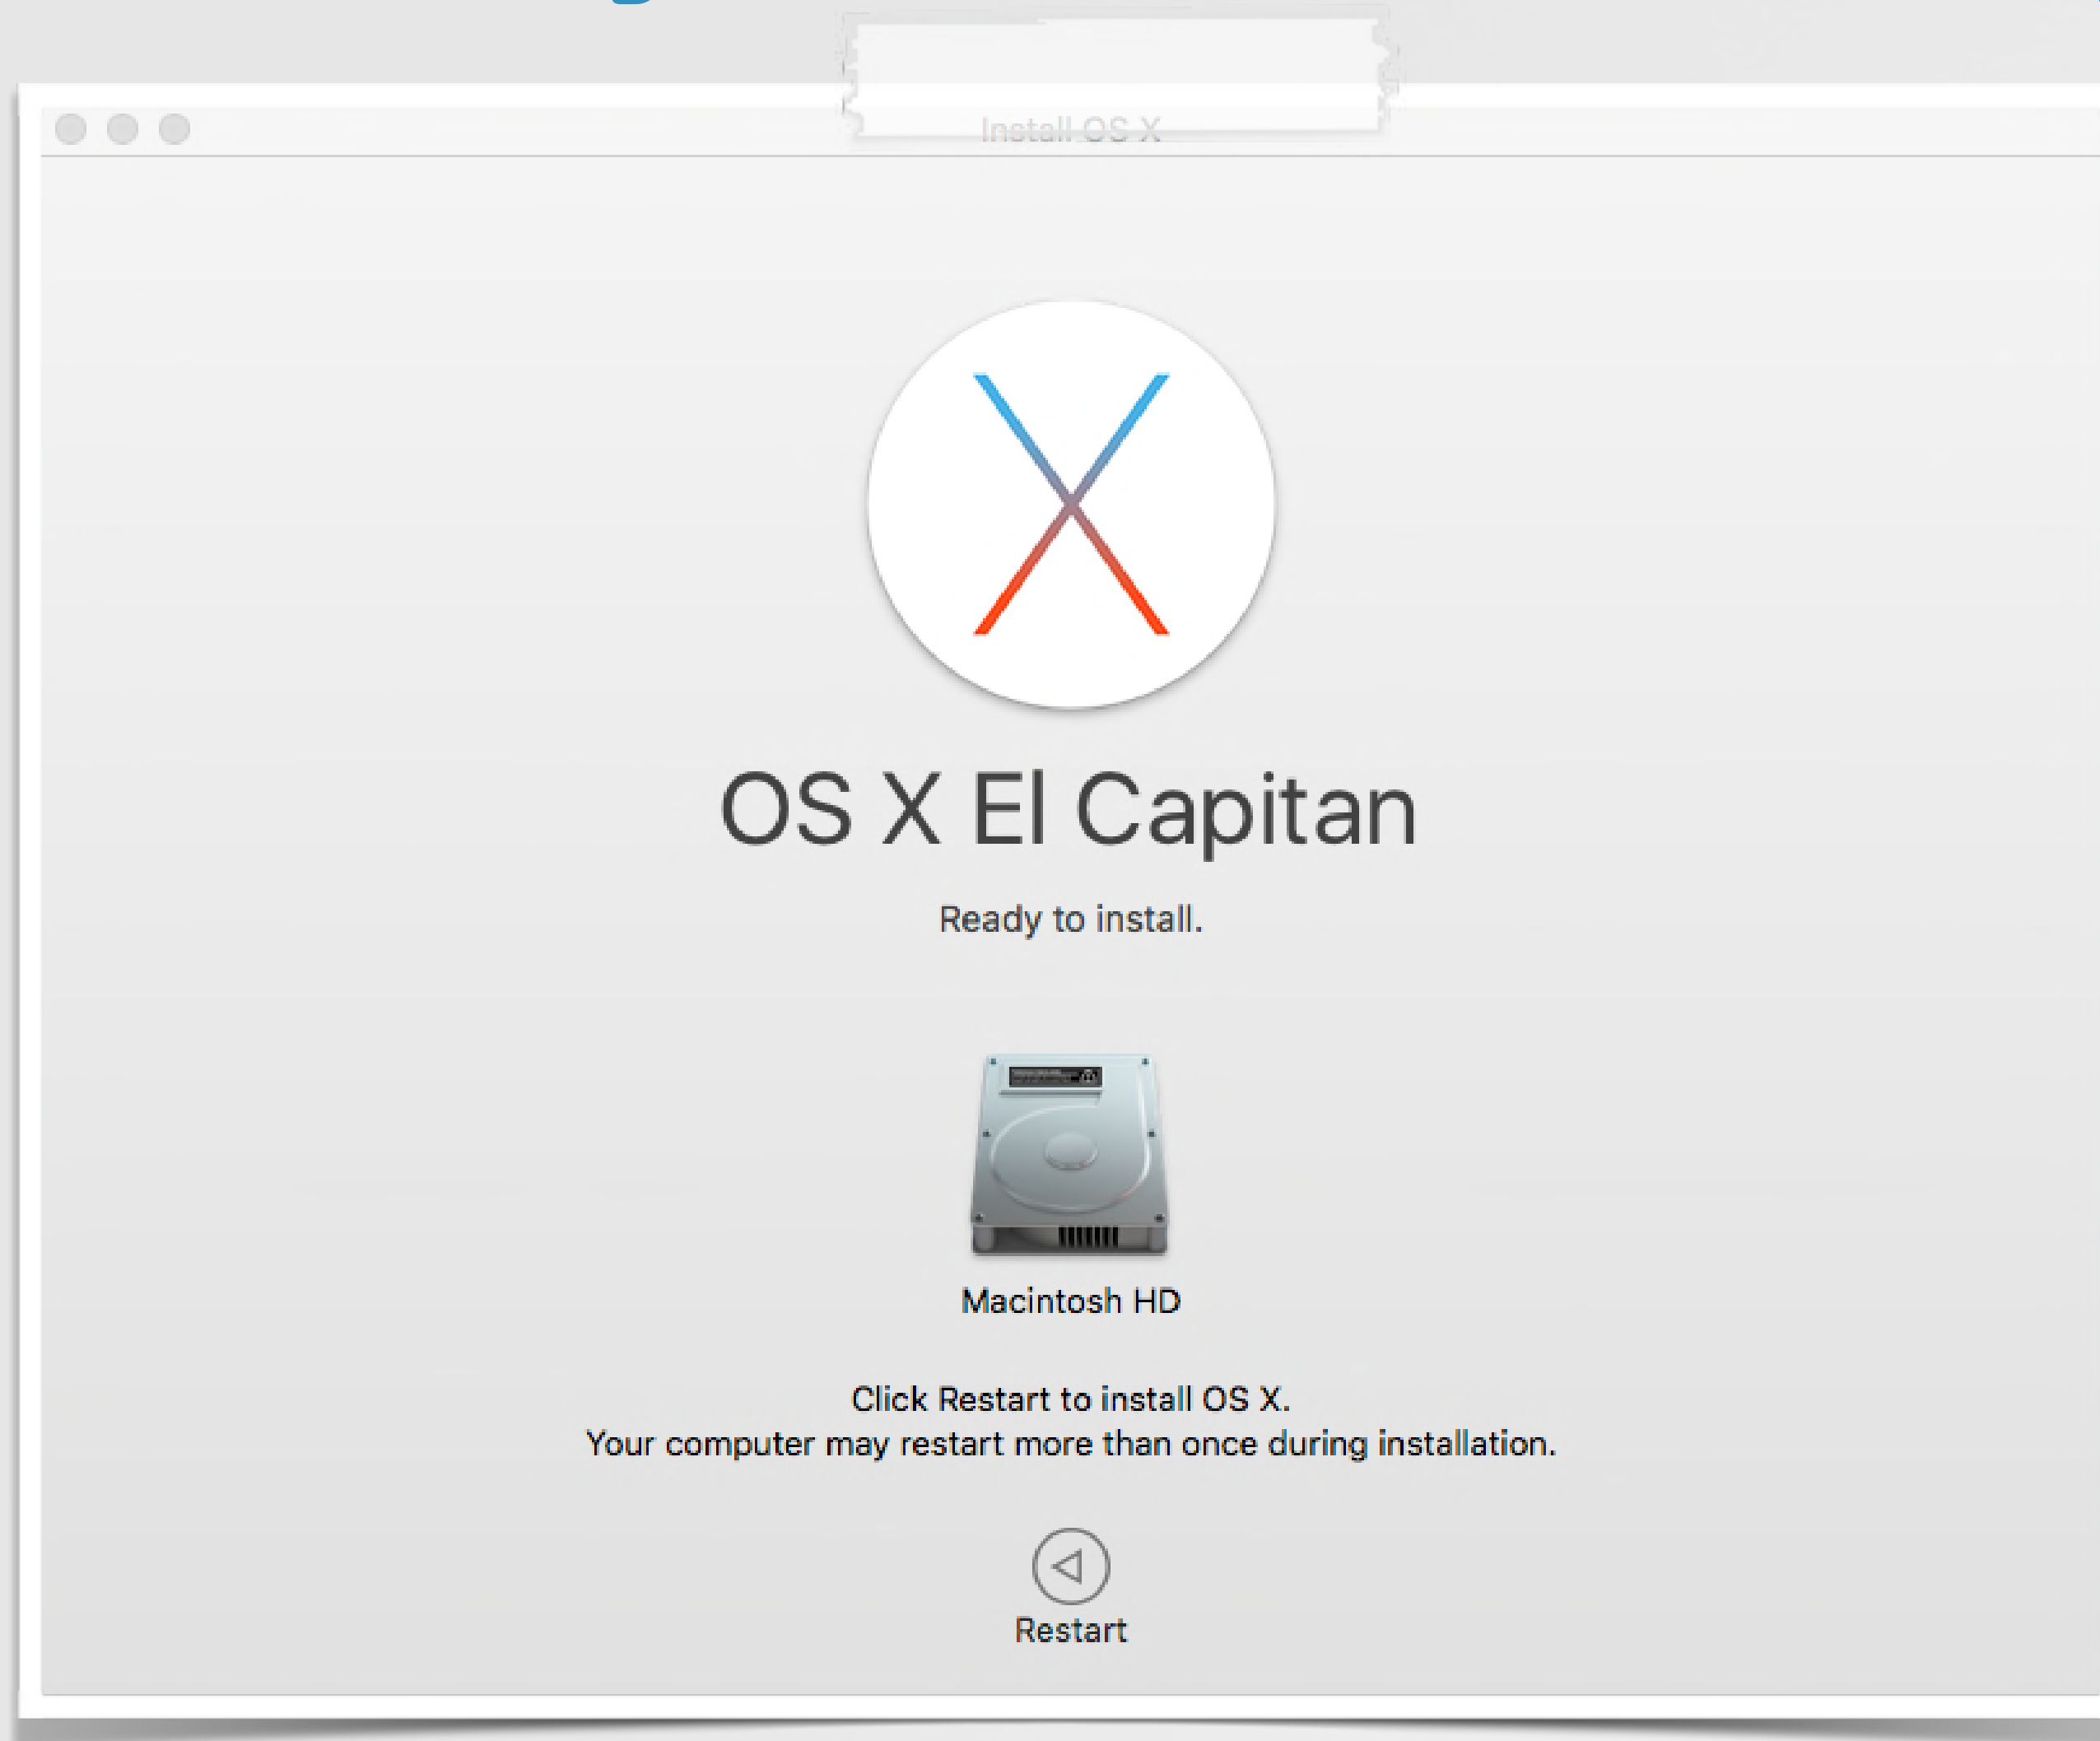 Install OS X
OS X El Capitan
Ready to install.
Macintosh HD
Click Restart to install OS X.
Your computer may restart more than once during installation.
Restart